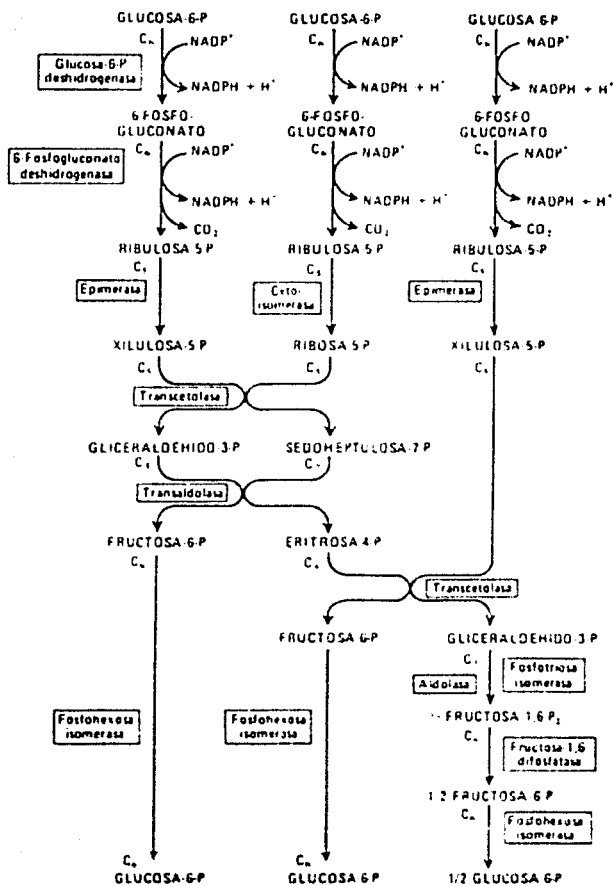 GLUCOSA-6-P GLUCOSA-6-P GLUCOSA 6-P
C₆ NADP⁺ C₆ NADP⁺ C₆ NADP⁺
Glucosa-6-P
deshidrogenasa
NADPH + H⁺ NADPH + H⁺ NADPH + H⁺
6-FOSFO- 6-FOSFO- 6-FOSFO
GLUCONATO GLUCONATO GLUCONATO
C₆ NADP⁺ C₆ NADP⁺ C₆ NADP⁺
6-Fosfogluconato
deshidrogenasa
NADPH + H⁺ NADPH + H⁺ NADPH + H⁺
CO₂ CO₂ CO₂
RIBULOSA-5-P RIBULOSA 5-P RIBULOSA-5-P
C₅ C₅ C₅
Epimerasa Ceto-
isomerasa Epimerasa
XILULOSA-5-P RIBOSA 5-P XILULOSA-5-P
C₅ C₅ C₅
Transcetolasa
GLICERALDEHIDO-3-P SEDOHEPTULOSA-7-P
C₃ C₇
Transaldolasa
FRUCTOSA-6-P ERITROSA-4-P
C₆ C₄
Transcetolasa
FRUCTOSA 6-P GLICERALDEHIDO-3-P
C₃
Aldolasa Fosfotriosa
isomerasa
FRUCTOSA-1,6 P₂
C₆
Fosfohexosa
isomerasa
Fosfohexosa
isomerasa
Fructosa-1,6
difosfatasa
1/2 FRUCTOSA-6-P
C₆
Fosfohexosa
isomerasa
C₆ C₆
GLUCOSA-6-P GLUCOSA 6-P 1/2 GLUCOSA 6-P